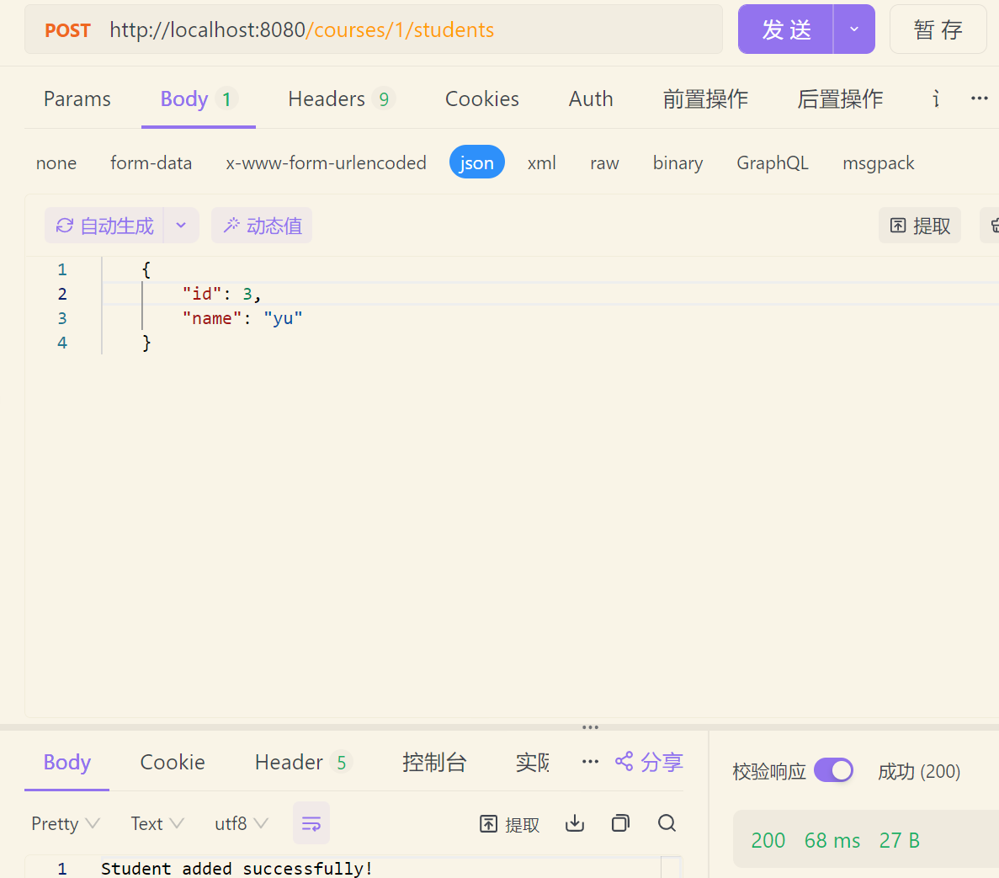 POST http://localhost:8080/courses/1/students 发 送 暂 存
Params Body 1 Headers 9 Cookies Auth 前置操作 后置操作 ···
none form-data x-www-form-urlencoded json xml raw binary GraphQL msgpack
自动生成 动态值 提取
1 {
2 "id": 3,
3 "name": "yu"
4 }
Body Cookie Header 5 控制台 ··· 分享
校验响应 成功 (200)
Pretty Text utf8 提取
200 68 ms 27 B
1 Student added successfully!